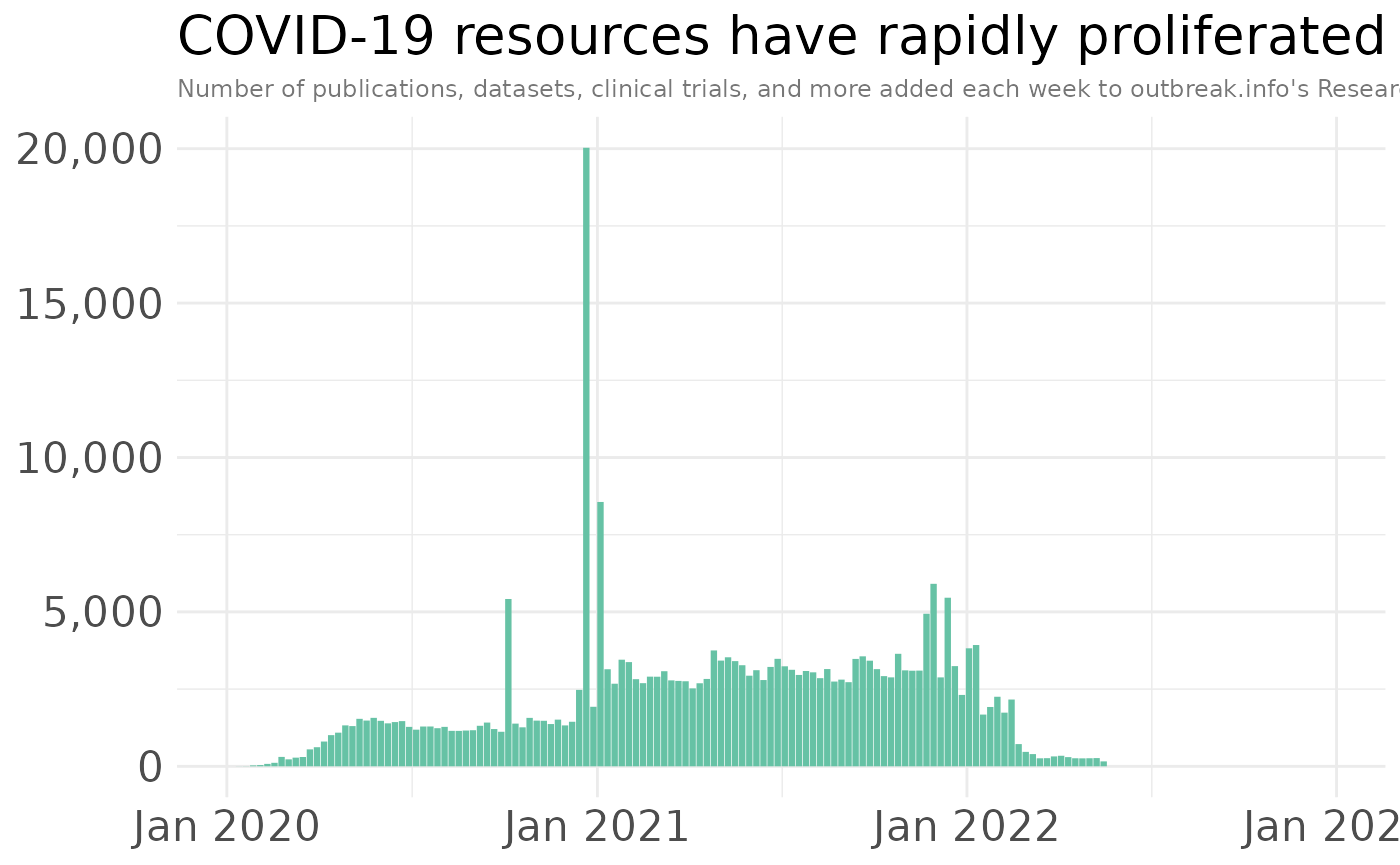 COVID-19 resources have rapidly proliferated
Number of publications, datasets, clinical trials, and more added each week to outbreak.info's Resear
20,000
15,000
10,000
5,000
0
Jan 2020
Jan 2021
Jan 2022
Jan 202